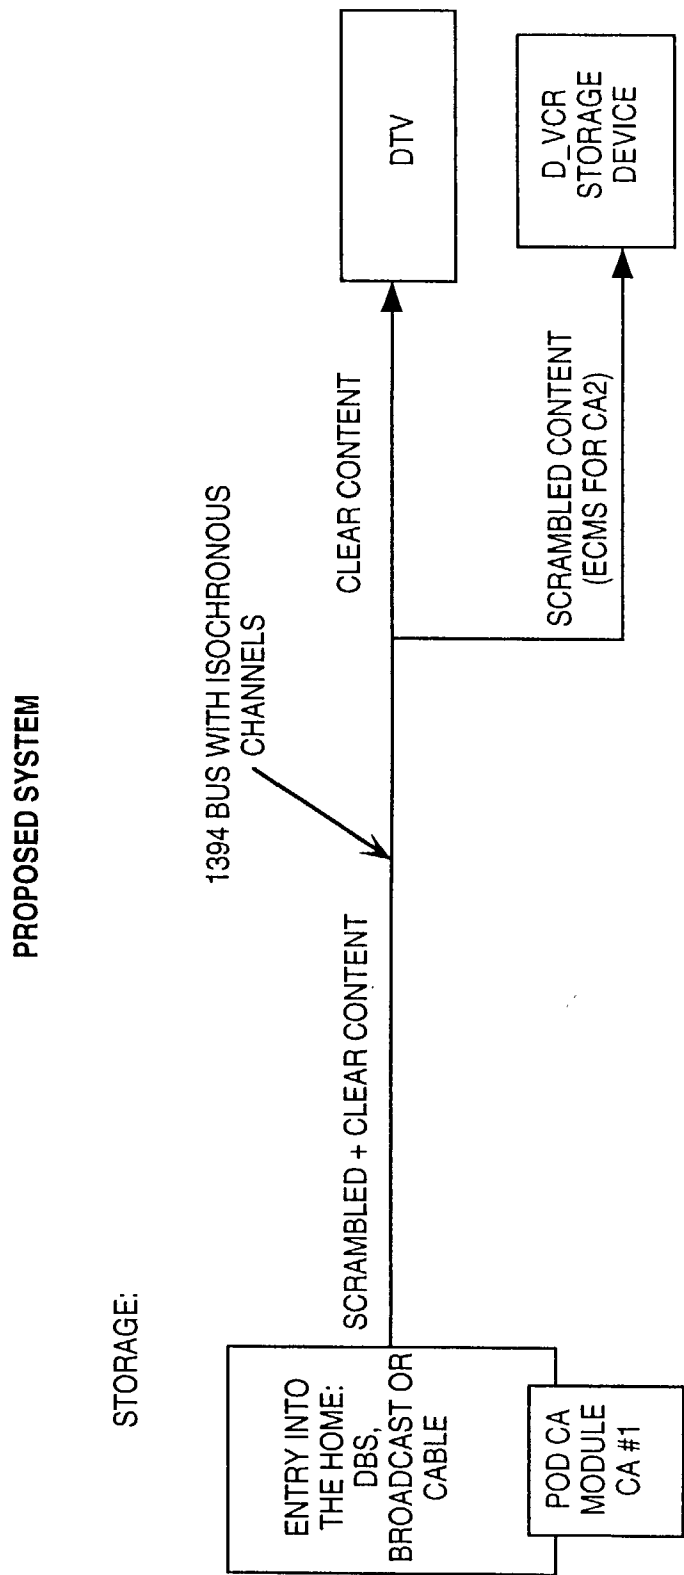 PROPOSED SYSTEM
STORAGE:
ENTRY INTO
THE HOME:
DBS,
BROADCAST OR
CABLE
POD CA
MODULE
CA #1
SCRAMBLED + CLEAR CONTENT
1394 BUS WITH ISOCHRONOUS
CHANNELS
CLEAR CONTENT
SCRAMBLED CONTENT
(ECMS FOR CA2)
DTV
D_VCR
STORAGE
DEVICE